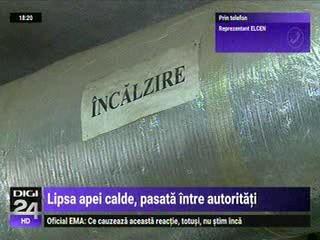 18:20
Prin telefon
Reprezentant ELCEN
ÎNCĂLZIRE
DIGI
24
HD
Lipsa apei calde, pasată între autorități
Oficial EMA: Ce cauzează această reacție, totuși, nu știm încă